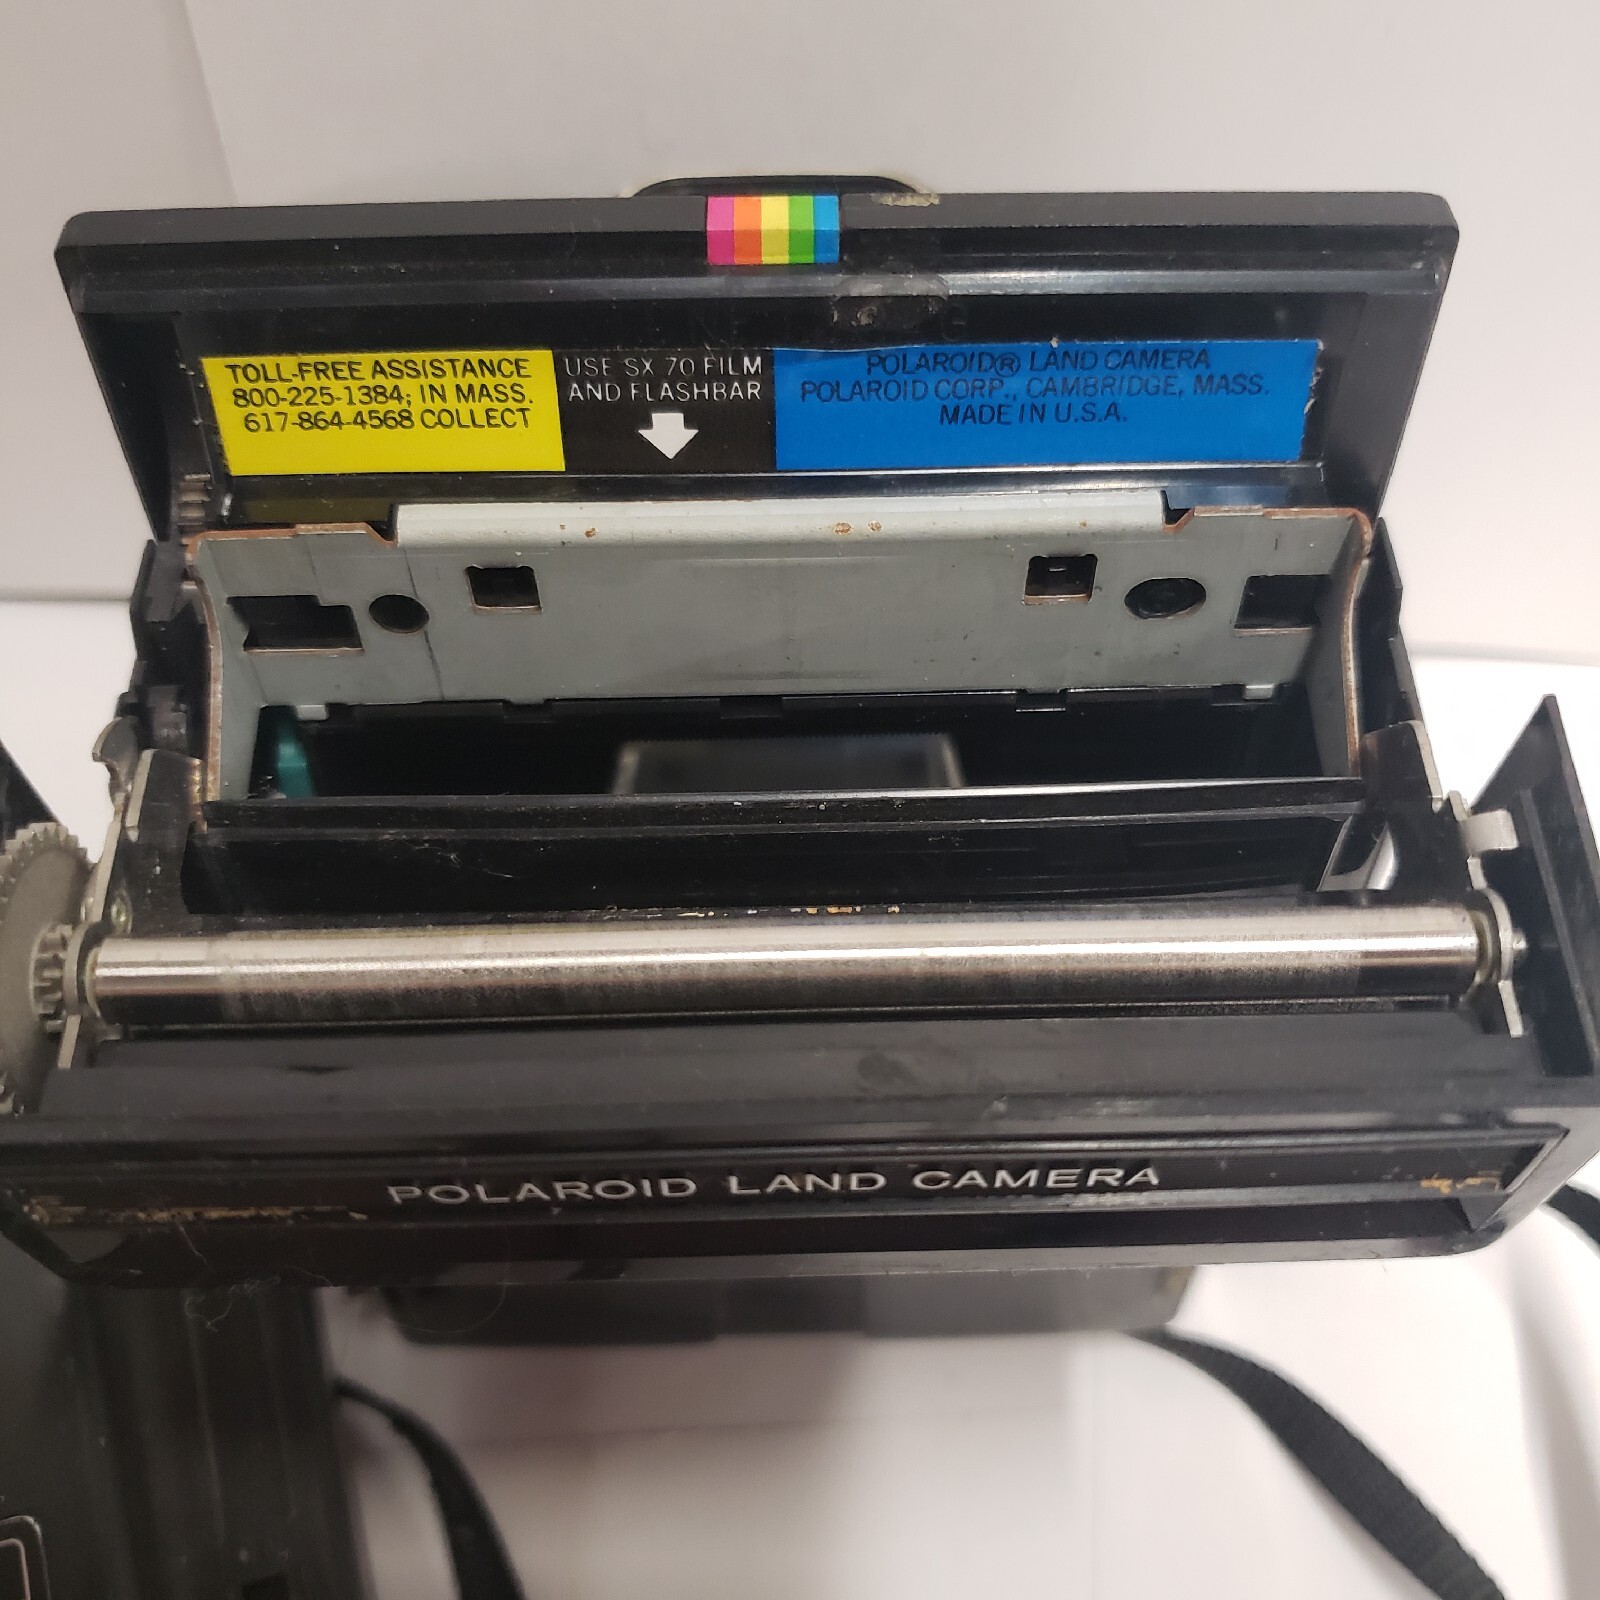 TOLL-FREE ASSISTANCE
800-225-1384; IN MASS.
617-864-4568 COLLECT
USE SX 70 FILM
AND FLASHBAR
POLAROID® LAND CAMERA
POLAROID CORP., CAMBRIDGE, MASS.
MADE IN U.S.A.
POLAROID LAND CAMERA